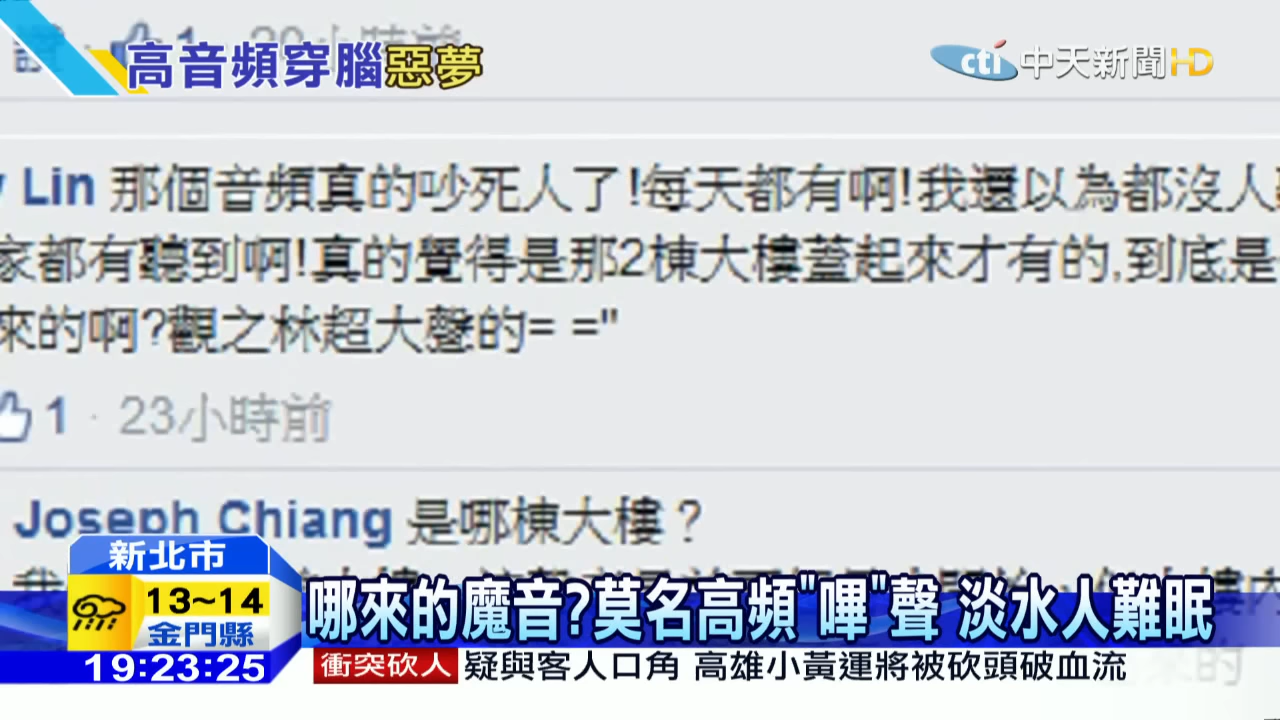 讚 · 1 · 20小時前
高音頻穿腦惡夢
cti 中天新聞HD
Lin 那個音頻真的吵死人了!每天都有啊!我還以為都沒人
家都有聽到啊!真的覺得是那2棟大樓蓋起來才有的,到底是
來的啊?觀之林超大聲的= ="
1 · 23小時前
Joseph Chiang 是哪棟大樓？
新北市
13~14
金門縣
19:23:25
哪來的魔音?莫名高頻"嗶"聲 淡水人難眠
衝突砍人 疑與客人口角 高雄小黃運將被砍頭破血流